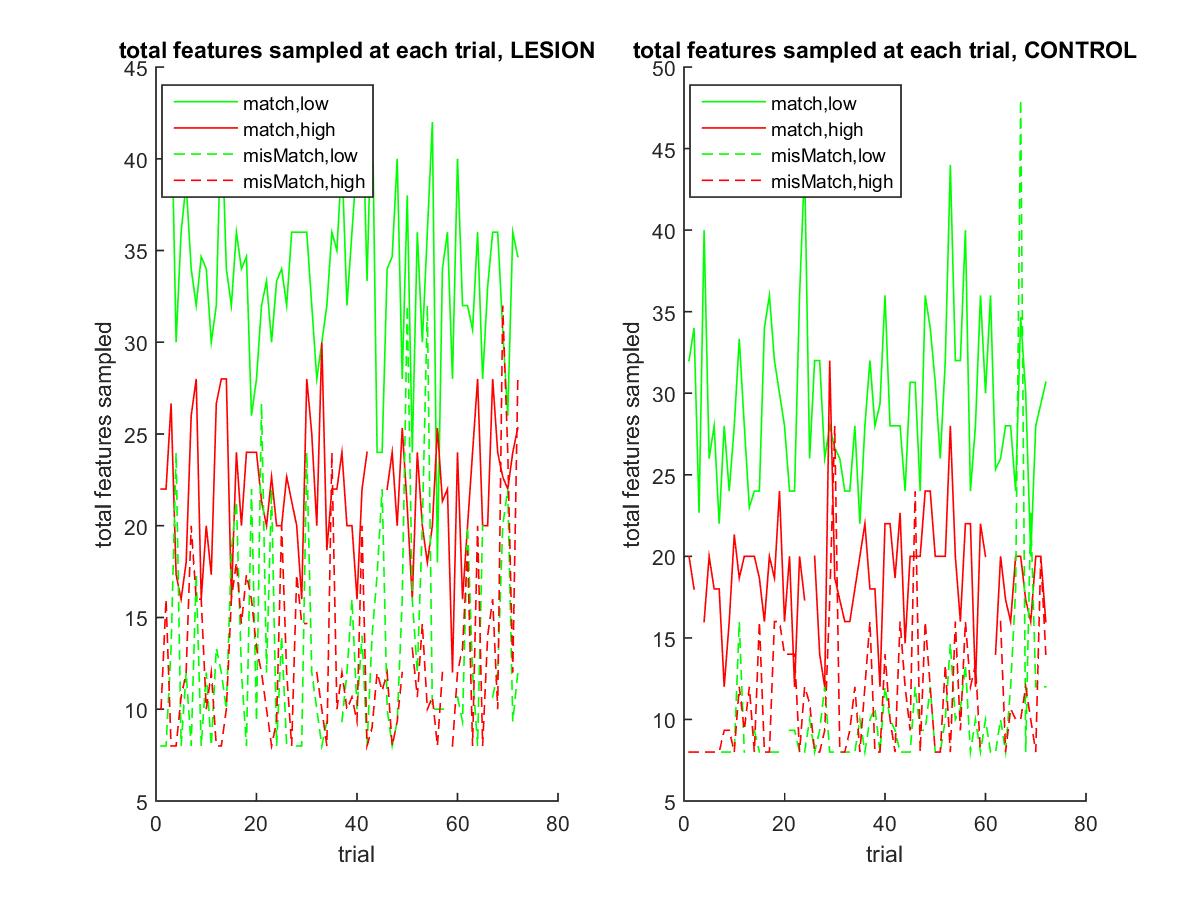 total features sampled at each trial, LESION
45
40
35
30
25
20
15
10
5
0
20
40
60
80
total features sampled
trial
match,low
match,high
misMatch,low
misMatch,high
total features sampled at each trial, CONTROL
50
45
40
35
30
25
20
15
10
5
0
20
40
60
80
total features sampled
trial
match,low
match,high
misMatch,low
misMatch,high